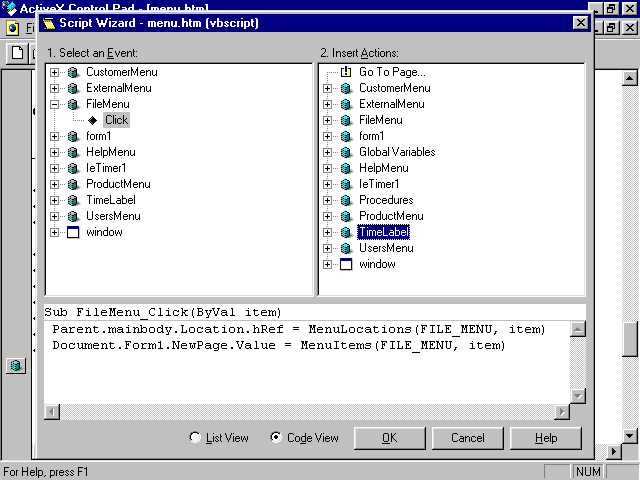 ActiveX Control Pad - [menu.htm]
Script Wizard - menu.htm (vbscript)
1. Select an Event:
CustomerMenu
ExternalMenu
FileMenu
Click
form1
HelpMenu
IeTimer1
ProductMenu
TimeLabel
UsersMenu
window
2. Insert Actions:
Go To Page...
CustomerMenu
ExternalMenu
FileMenu
form1
Global Variables
HelpMenu
IeTimer1
Procedures
ProductMenu
TimeLabel
UsersMenu
window
Sub FileMenu_Click(ByVal item)
Parent.mainbody.Location.hRef = MenuLocations(FILE_MENU, item)
Document.Form1.NewPage.Value = MenuItems(FILE_MENU, item)
List View
Code View
OK
Cancel
Help
For Help, press F1
NUM